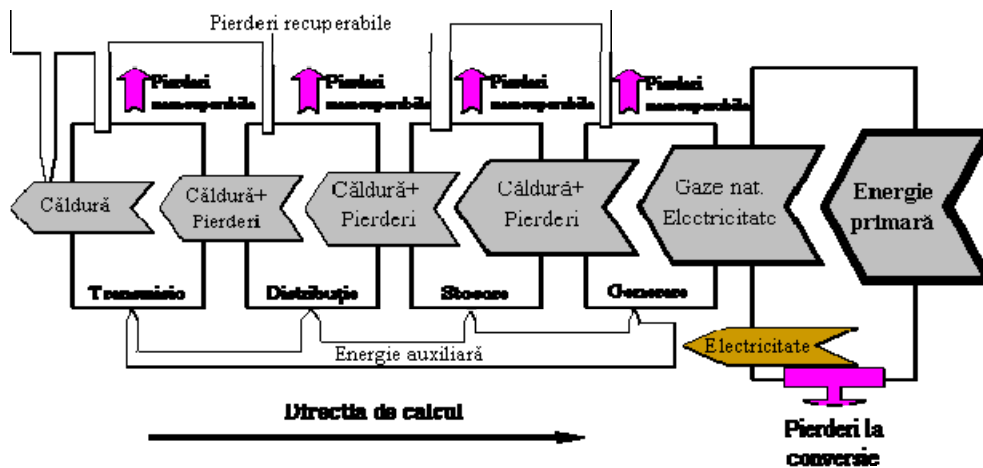 Pierderi recuperabile
Pierderi
nerecuperabile
Pierderi
nerecuperabile
Pierderi
nerecuperabile
Pierderi
nerecuperabile
Căldură
Căldură+
Pierderi
Căldură+
Pierderi
Căldură+
Pierderi
Gaze nat.
Electricitate
Energie
primară
Transmisie
Distribuție
Stocare
Generare
Energie auxiliară
Electricitate
Directia de calcul
Pierderi la
conversie